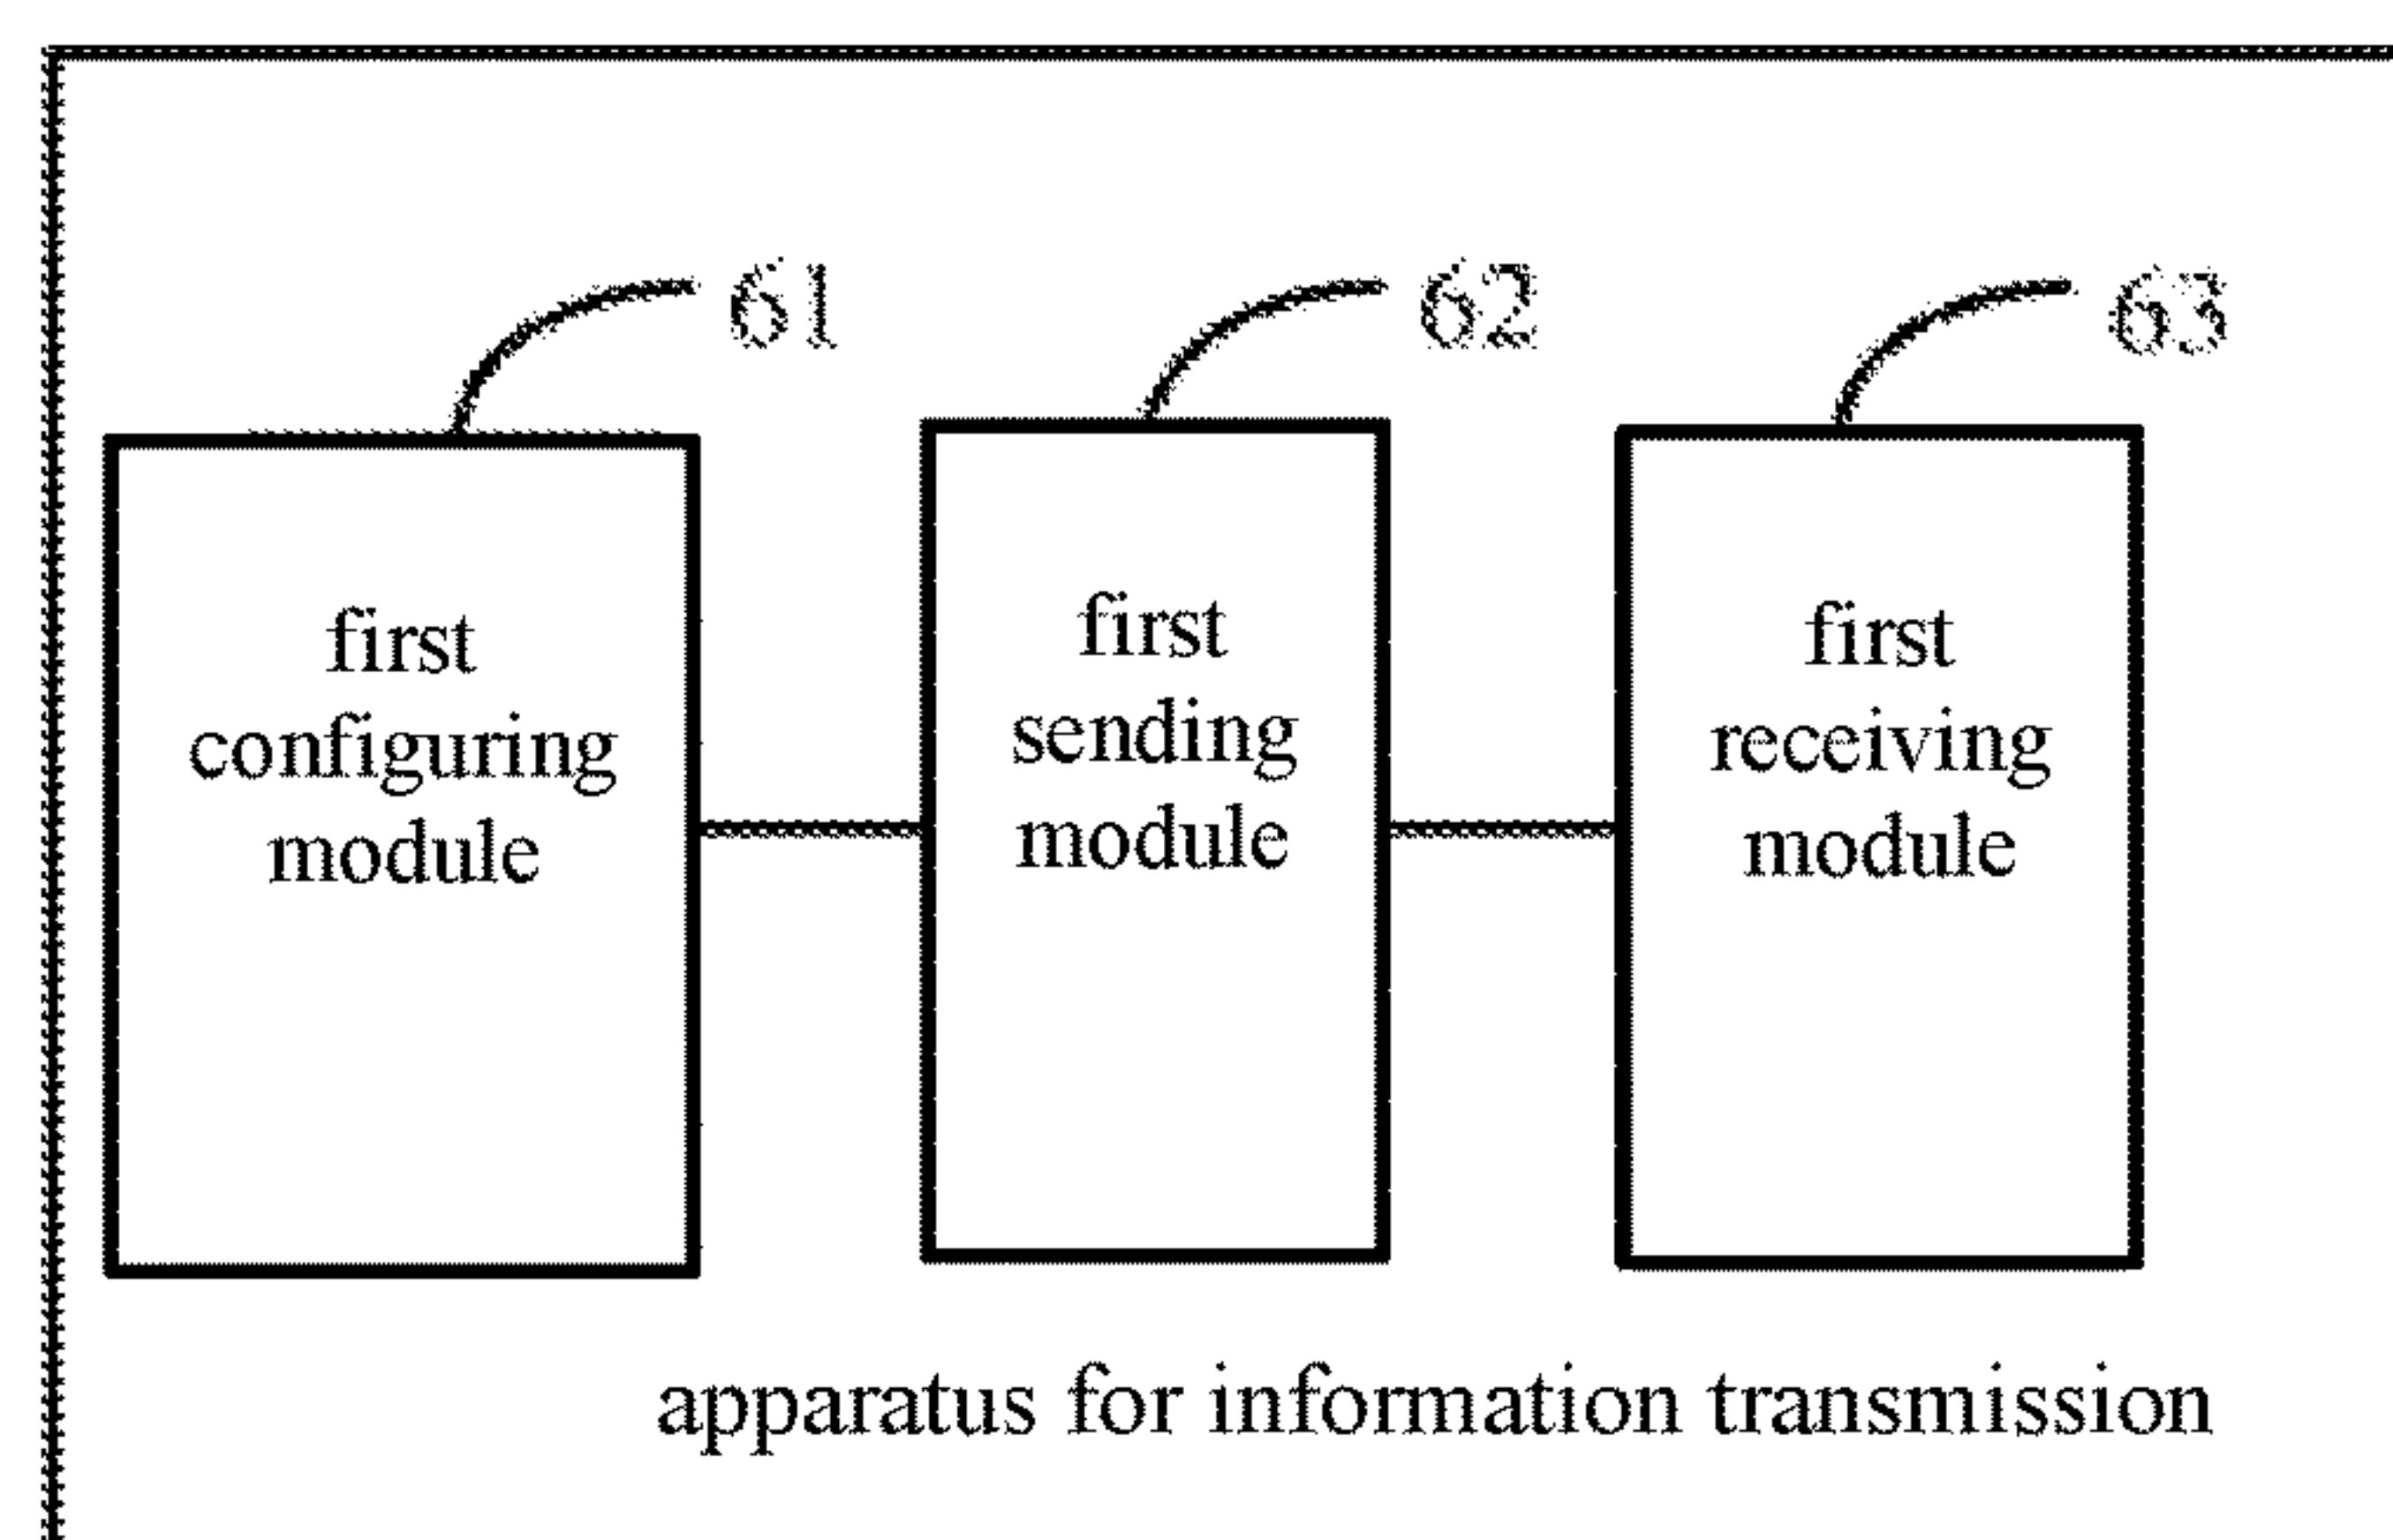 61
62
63
first
configuring
module
first
sending
module
first
receiving
module
apparatus for information transmission